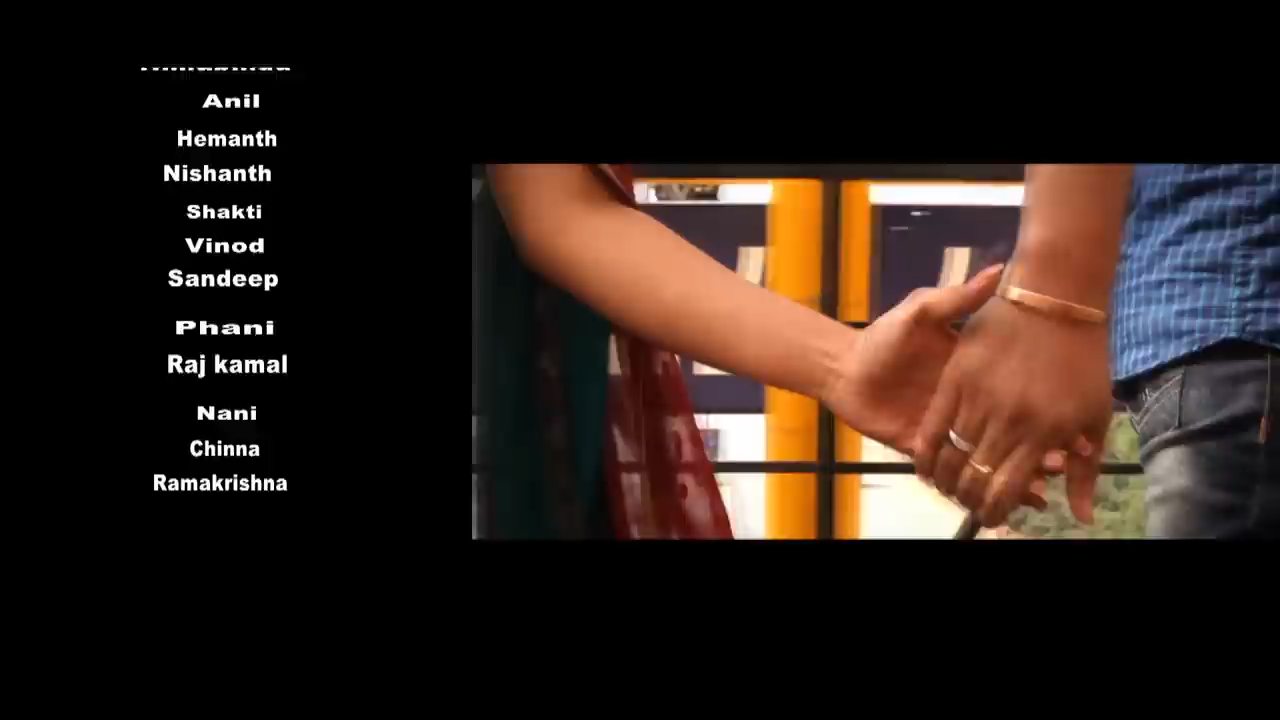 Anil
Hemanth
Nishanth
Shakti
Vinod
Sandeep
Phani
Raj kamal
Nani
Chinna
Ramakrishna